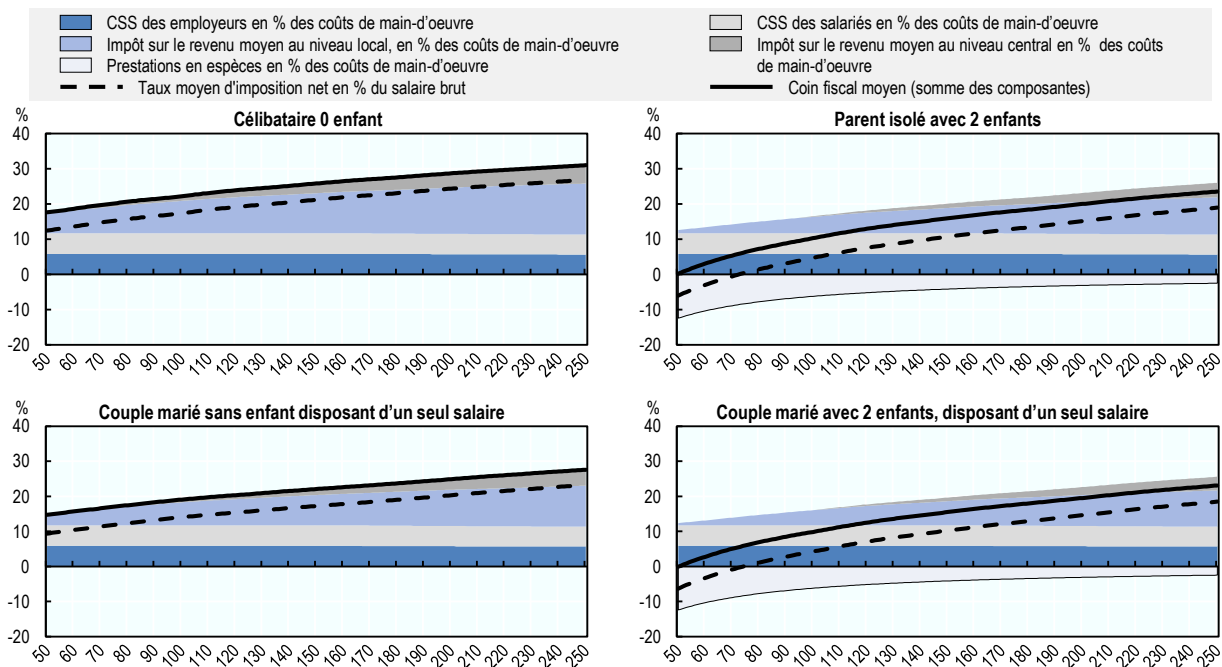 CSS des employeurs en % des coûts de main-d'oeuvre
CSS des salariés en % des coûts de main-d'oeuvre
Impôt sur le revenu moyen au niveau local, en % des coûts de main-d'oeuvre
Impôt sur le revenu moyen au niveau central en % des coûts
de main-d'oeuvre
Prestations en espèces en % des coûts de main-d'oeuvre
Taux moyen d'imposition net en % du salaire brut
Coin fiscal moyen (somme des composantes)
%
Célibataire 0 enfant
40
30
20
10
0
-10
-20
50 60 70 80 90 100 110 120 130 140 150 160 170 180 190 200 210 220 230 240 250
%
Parent isolé avec 2 enfants
40
30
20
10
0
-10
-20
50 60 70 80 90 100 110 120 130 140 150 160 170 180 190 200 210 220 230 240 250
%
Couple marié sans enfant disposant d'un seul salaire
40
30
20
10
0
-10
-20
50 60 70 80 90 100 110 120 130 140 150 160 170 180 190 200 210 220 230 240 250
%
Couple marié avec 2 enfants, disposant d'un seul salaire
40
30
20
10
0
-10
-20
50 60 70 80 90 100 110 120 130 140 150 160 170 180 190 200 210 220 230 240 250